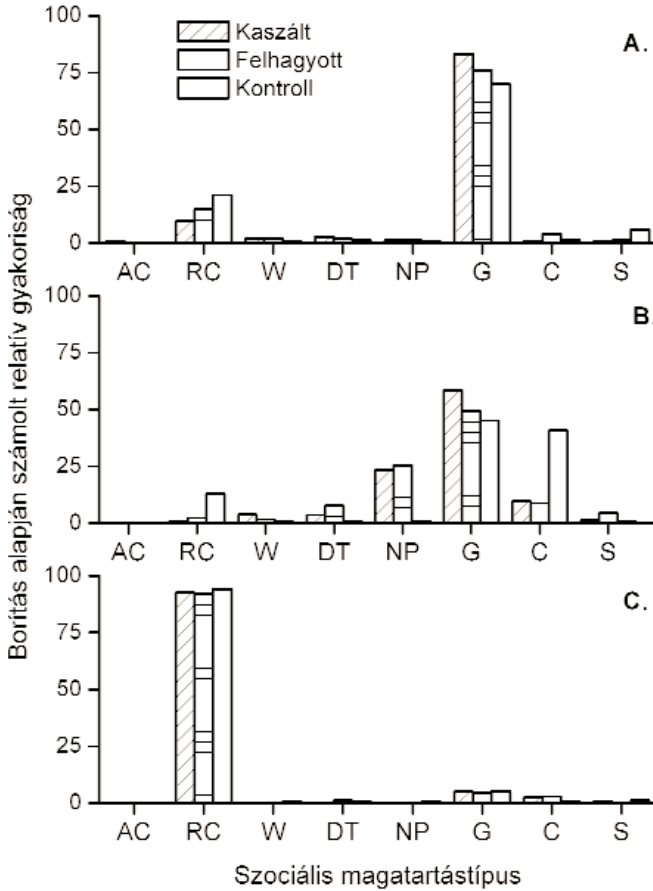 Borítás alapján számolt relatív gyakoriság
100
75
50
25
0
Kaszált
Felhagyott
Kontroll
A.
AC RC W DT NP G C S
100
75
50
25
0
B.
AC RC W DT NP G C S
100
75
50
25
0
C.
AC RC W DT NP G C S
Szociális magatartástípus